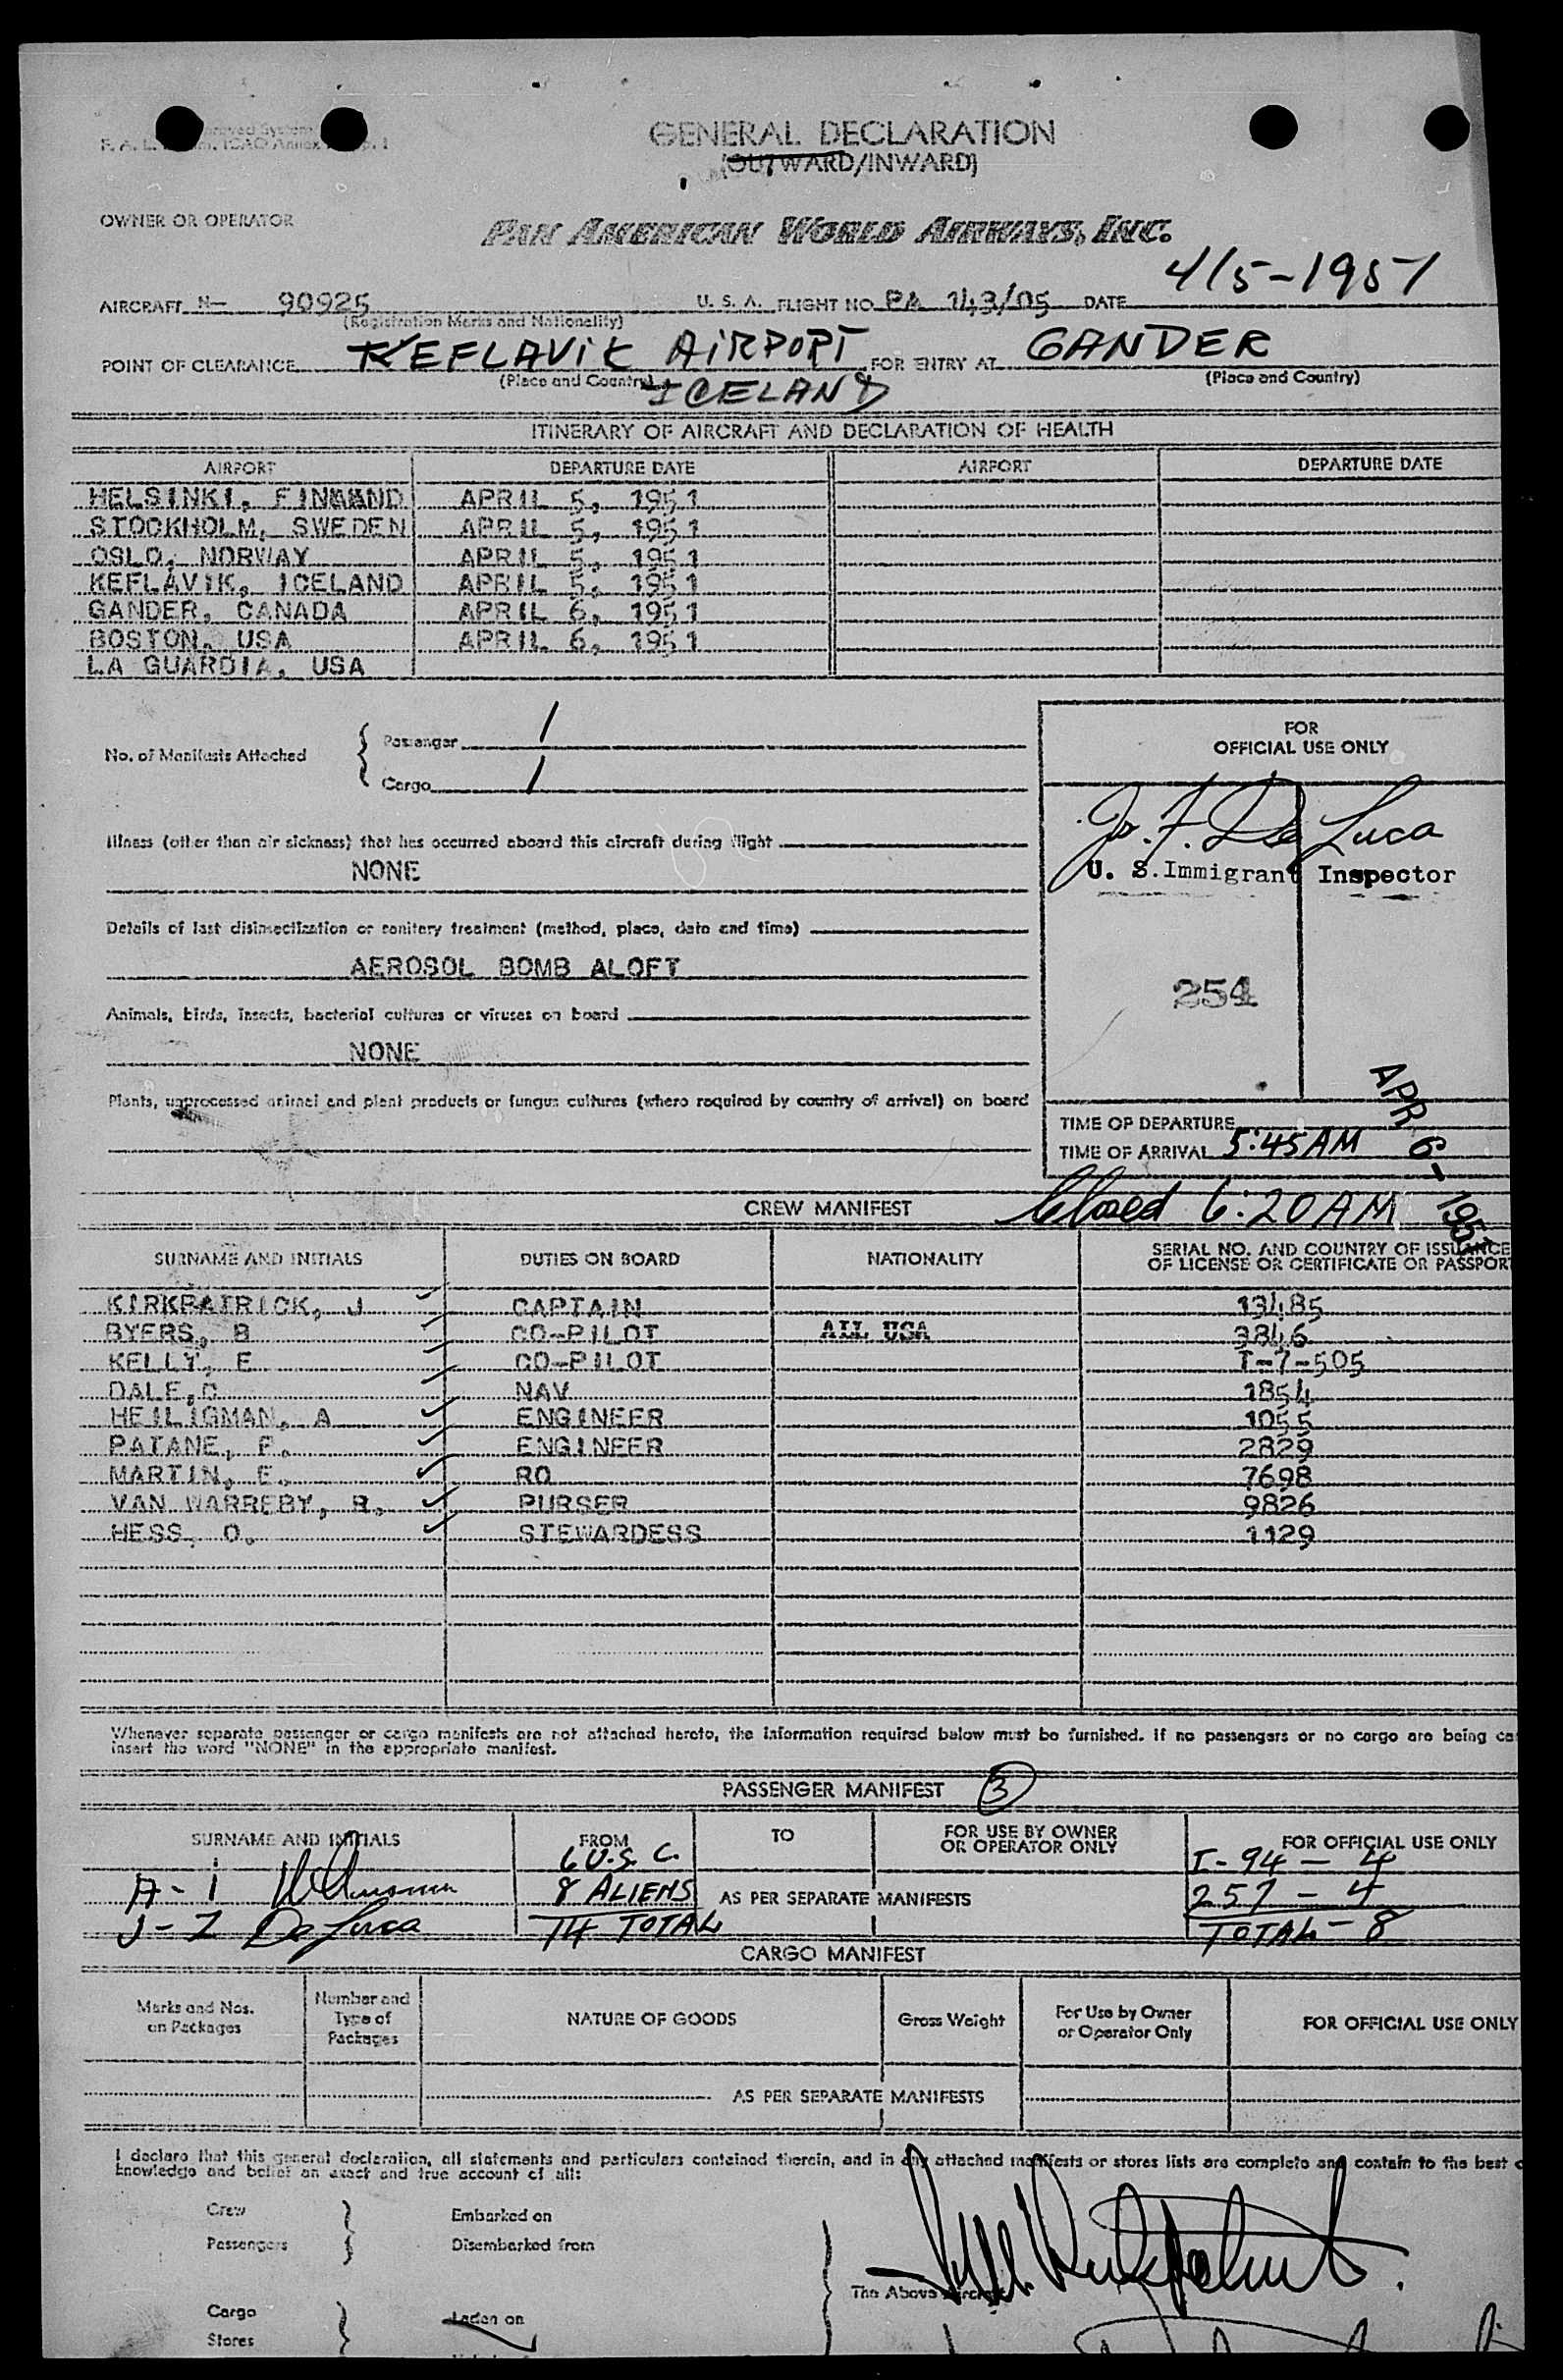 GENERAL DECLARATION
(OUTWARD/INWARD)
OWNER OR OPERATOR PAN AMERICAN WORLD AIRWAYS, INC.
AIRCRAFT N- 90925 U. S. A. FLIGHT NO. PA 143/05 DATE 4/5-1951
(Registration Marks and Nationality)
POINT OF CLEARANCE KEFLAVIK AIRPORT FOR ENTRY AT GANDER
(Place and Country) ICELAND (Place and Country)
ITINERARY OF AIRCRAFT AND DECLARATION OF HEALTH
AIRPORT DEPARTURE DATE AIRPORT DEPARTURE DATE
HELSINKI, FINLAND APRIL 5, 1951
STOCKHOLM, SWEDEN APRIL 5, 1951
OSLO, NORWAY APRIL 5, 1951
KEFLAVIK, ICELAND APRIL 5, 1951
GANDER, CANADA APRIL 6, 1951
BOSTON, USA APRIL 6, 1951
LA GUARDIA, USA
FOR
OFFICIAL USE ONLY
No. of Manifests Attached
Passenger 1
Cargo 1
Jo. F. De Luca
U. S. Immigrant Inspector
Illness (other than air sickness) that has occurred aboard this aircraft during flight
NONE
Details of last disinsectization or sanitary treatment (method, place, date and time)
AEROSOL BOMB ALOFT
254
Animals, birds, insects, bacterial cultures or viruses on board
NONE
Plants, unprocessed animal and plant products or fungus cultures (where required by country of arrival) on board
TIME OF DEPARTURE
TIME OF ARRIVAL 5:45 AM
APR 6- 1951
CREW MANIFEST Closed 6:20 AM
SURNAME AND INITIALS DUTIES ON BOARD NATIONALITY SERIAL NO. AND COUNTRY OF ISSUANCE
OF LICENSE OR CERTIFICATE OR PASSPORT
KIRKPATRICK, J CAPTAIN 13485
BYERS, B CO-PILOT ALL USA 3846
KELLY, E CO-PILOT T-7-505
DALE, C NAV 1854
HEILIGMAN, A ENGINEER 1055
PATANE, F. ENGINEER 2829
MARTIN, E. RO 7698
VAN WARREBY, R. PURSER 9826
HESS, O. STEWARDESS 1129
Whenever separate passenger or cargo manifests are not attached hereto, the information required below must be furnished. If no passengers or no cargo are being ca
insert the word "NONE" in the appropriate manifest.
PASSENGER MANIFEST 3
SURNAME AND INITIALS FROM TO FOR USE BY OWNER
OR OPERATOR ONLY FOR OFFICIAL USE ONLY
6 U.S. C. I-94 - 4
A-1 8 ALIENS AS PER SEPARATE MANIFESTS 257 - 4
J-2 De Luca 14 TOTAL TOTAL - 8
CARGO MANIFEST
Marks and Nos.
on Packages
Number and
Type of
Packages
NATURE OF GOODS Gross Weight
For Use by Owner
or Operator Only
FOR OFFICIAL USE ONLY
AS PER SEPARATE MANIFESTS
I declare that this general declaration, all statements and particulars contained therein, and in any attached manifests or stores lists are complete and contain to the best
knowledge and belief an exact and true account of all:
Crew Embarked on
Passengers Disembarked from
The Above Aircraft
Cargo Laden on
Stores